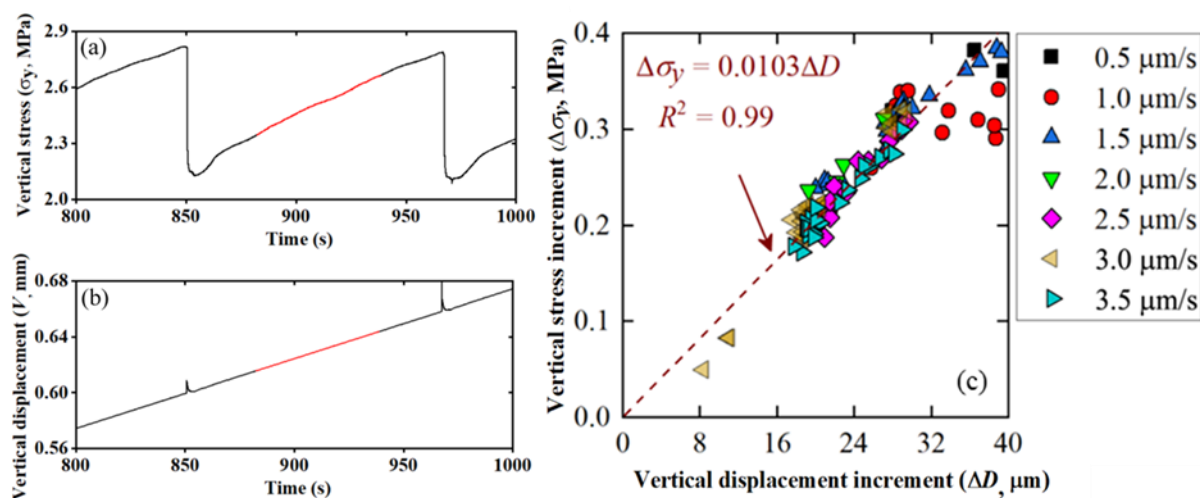 (a)
Vertical stress (σy, MPa)
2.9
2.6
2.3
2.0
800
850
900
950
1000
Time (s)
(b)
Vertical displacement (V, mm)
0.68
0.64
0.60
0.56
800
850
900
950
1000
Time (s)
(c)
Vertical stress increment (Δσy, MPa)
0.4
0.3
0.2
0.1
0.0
Δσy = 0.0103ΔD
R² = 0.99
0
8
16
24
32
40
Vertical displacement increment (ΔD, μm)
0.5 μm/s
1.0 μm/s
1.5 μm/s
2.0 μm/s
2.5 μm/s
3.0 μm/s
3.5 μm/s